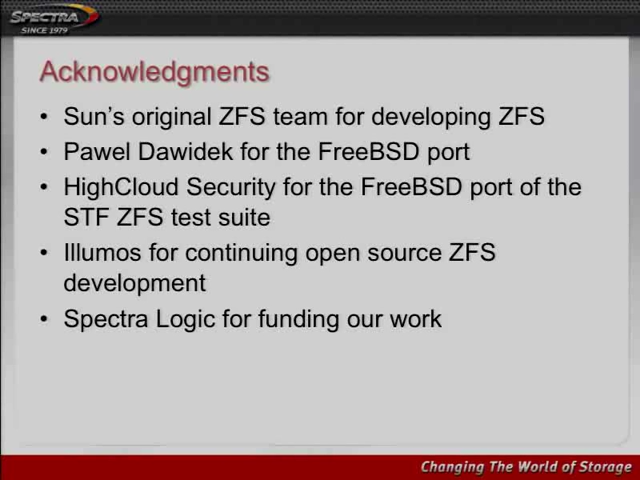 SPECTRA
SINCE 1979
Acknowledgments
• Sun's original ZFS team for developing ZFS
• Pawel Dawidek for the FreeBSD port
• HighCloud Security for the FreeBSD port of the
STF ZFS test suite
• Illumos for continuing open source ZFS
development
• Spectra Logic for funding our work
Changing The World of Storage